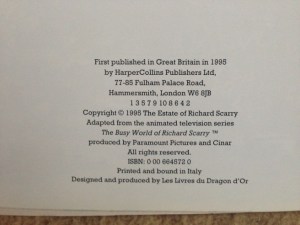 First published in Great Britain in 1995
by HarperCollins Publishers Ltd,
77-85 Fulham Palace Road,
Hammersmith, London W6 8JB
1 3 5 7 9 10 8 6 4 2
Copyright © 1995 The Estate of Richard Scarry
Adapted from the animated television series
The Busy World of Richard Scarry ™
produced by Paramount Pictures and Cinar
All rights reserved.
ISBN: 0 00 664572 0
Printed and bound in Italy
Designed and produced by Les Livres du Dragon d'Or